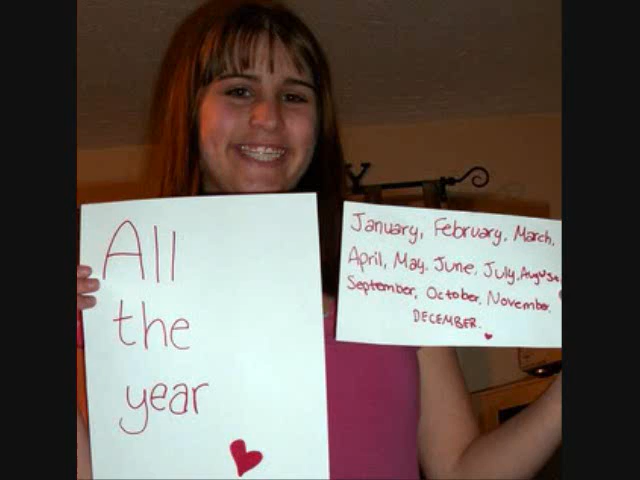 All
the
year
January, February, March,
April, May, June, July, August,
September, October, November,
DECEMBER.